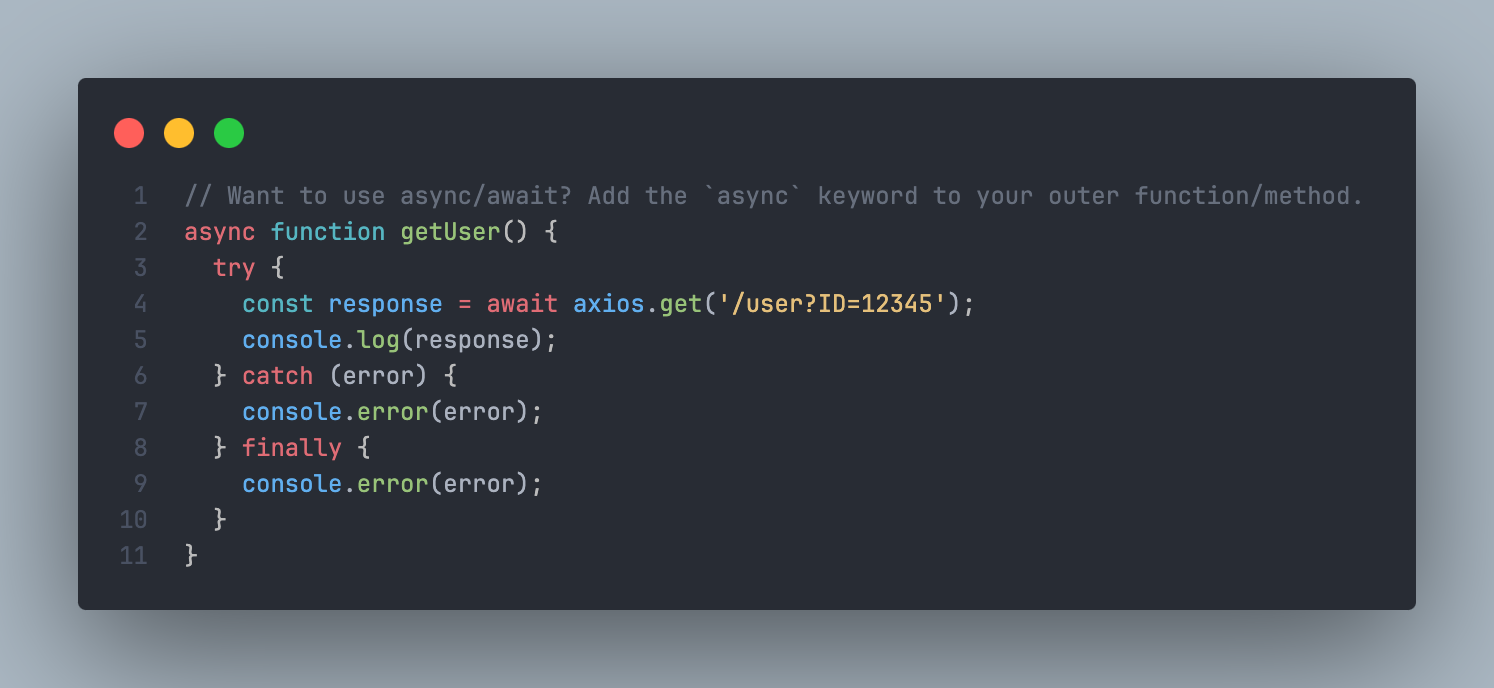 1 // Want to use async/await? Add the `async` keyword to your outer function/method.
2 async function getUser() {
3   try {
4     const response = await axios.get('/user?ID=12345');
5     console.log(response);
6   } catch (error) {
7     console.error(error);
8   } finally {
9     console.error(error);
10   }
11 }